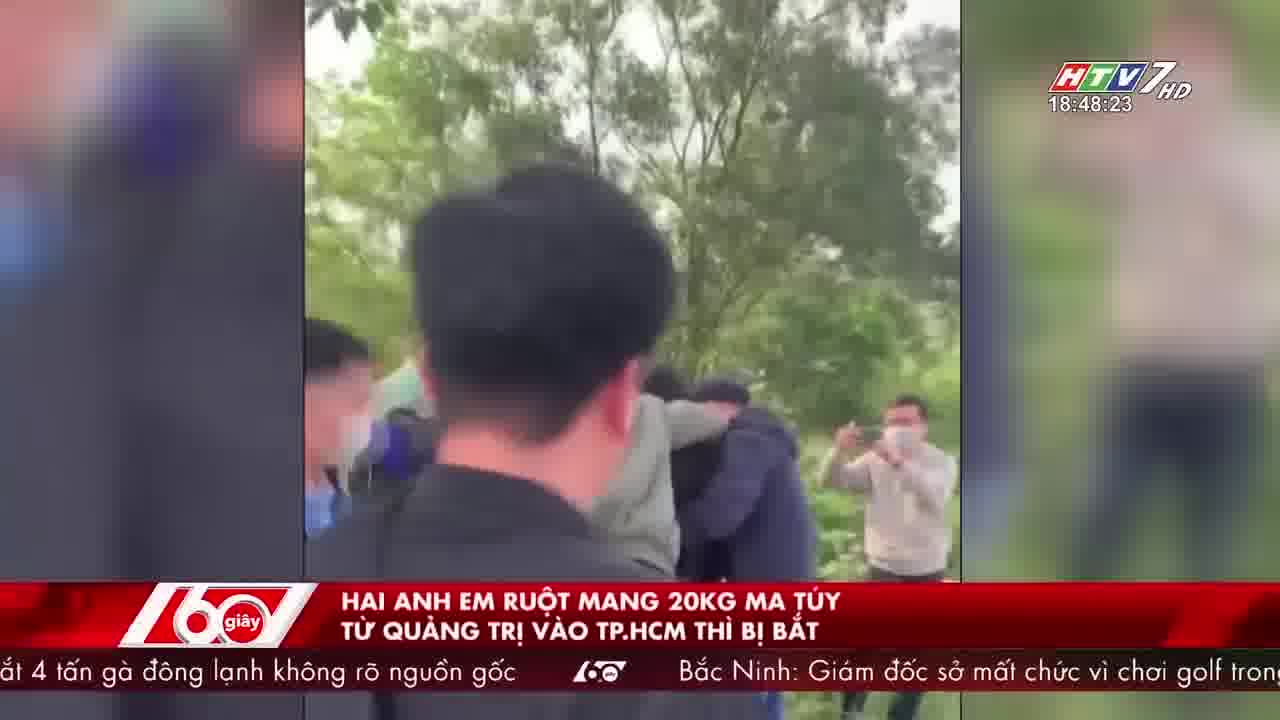 HTV7 HD
18:48:23
60 giây
HAI ANH EM RUỘT MANG 20KG MA TÚY
TỪ QUẢNG TRỊ VÀO TP.HCM THÌ BỊ BẮT
ắt 4 tấn gà đông lạnh không rõ nguồn gốc 60 giây Bắc Ninh: Giám đốc sở mất chức vì chơi golf trong